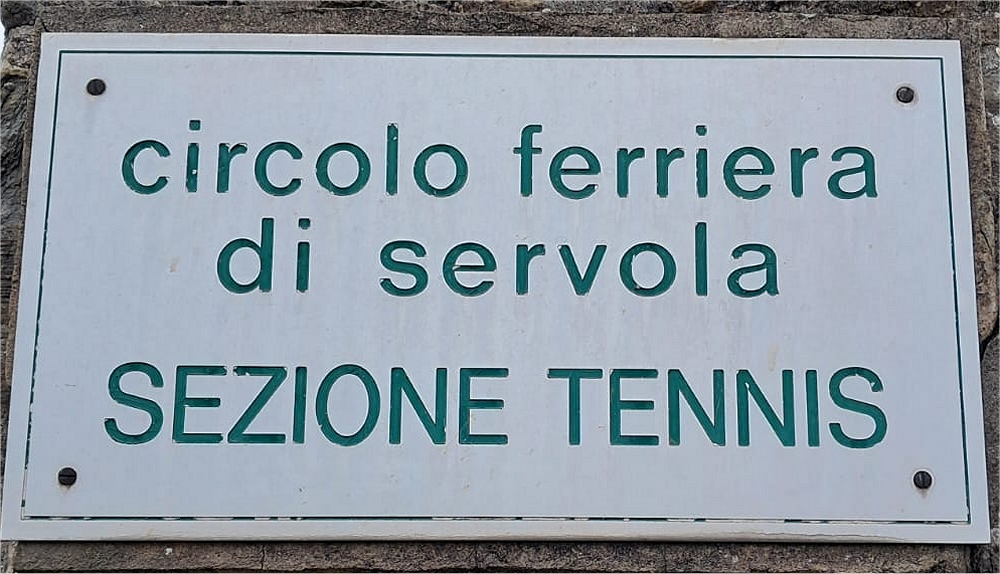 circolo ferriera
di servola
SEZIONE TENNIS